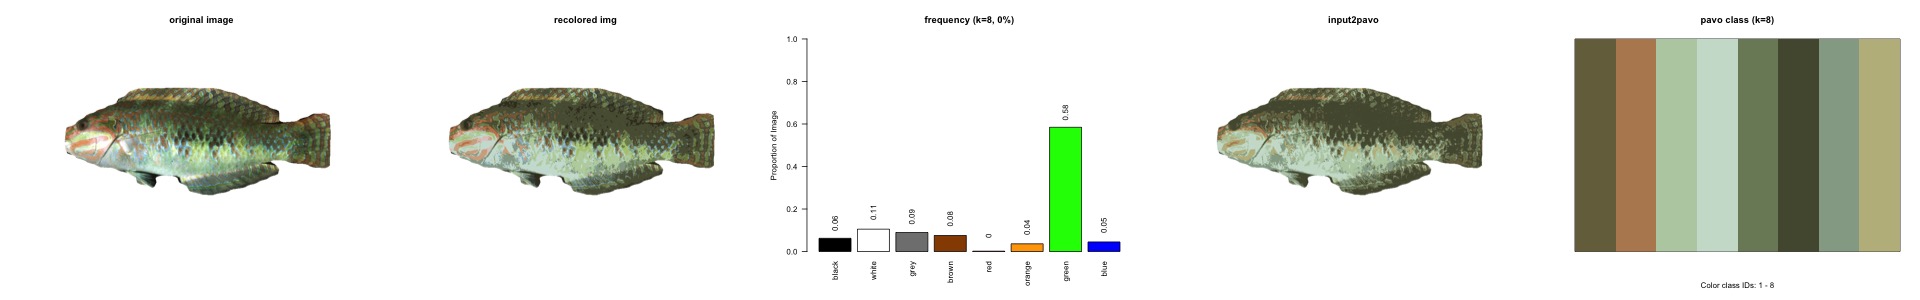 original image
recolored img
frequency (k=8, 0%)
input2pavo
pavo class (k=8)
Proportion of Image
1.0
0.8
0.6
0.4
0.2
0.0
0.06
0.11
0.09
0.08
0
0.04
0.58
0.05
black
white
grey
brown
red
orange
green
blue
Color class IDs: 1 - 8